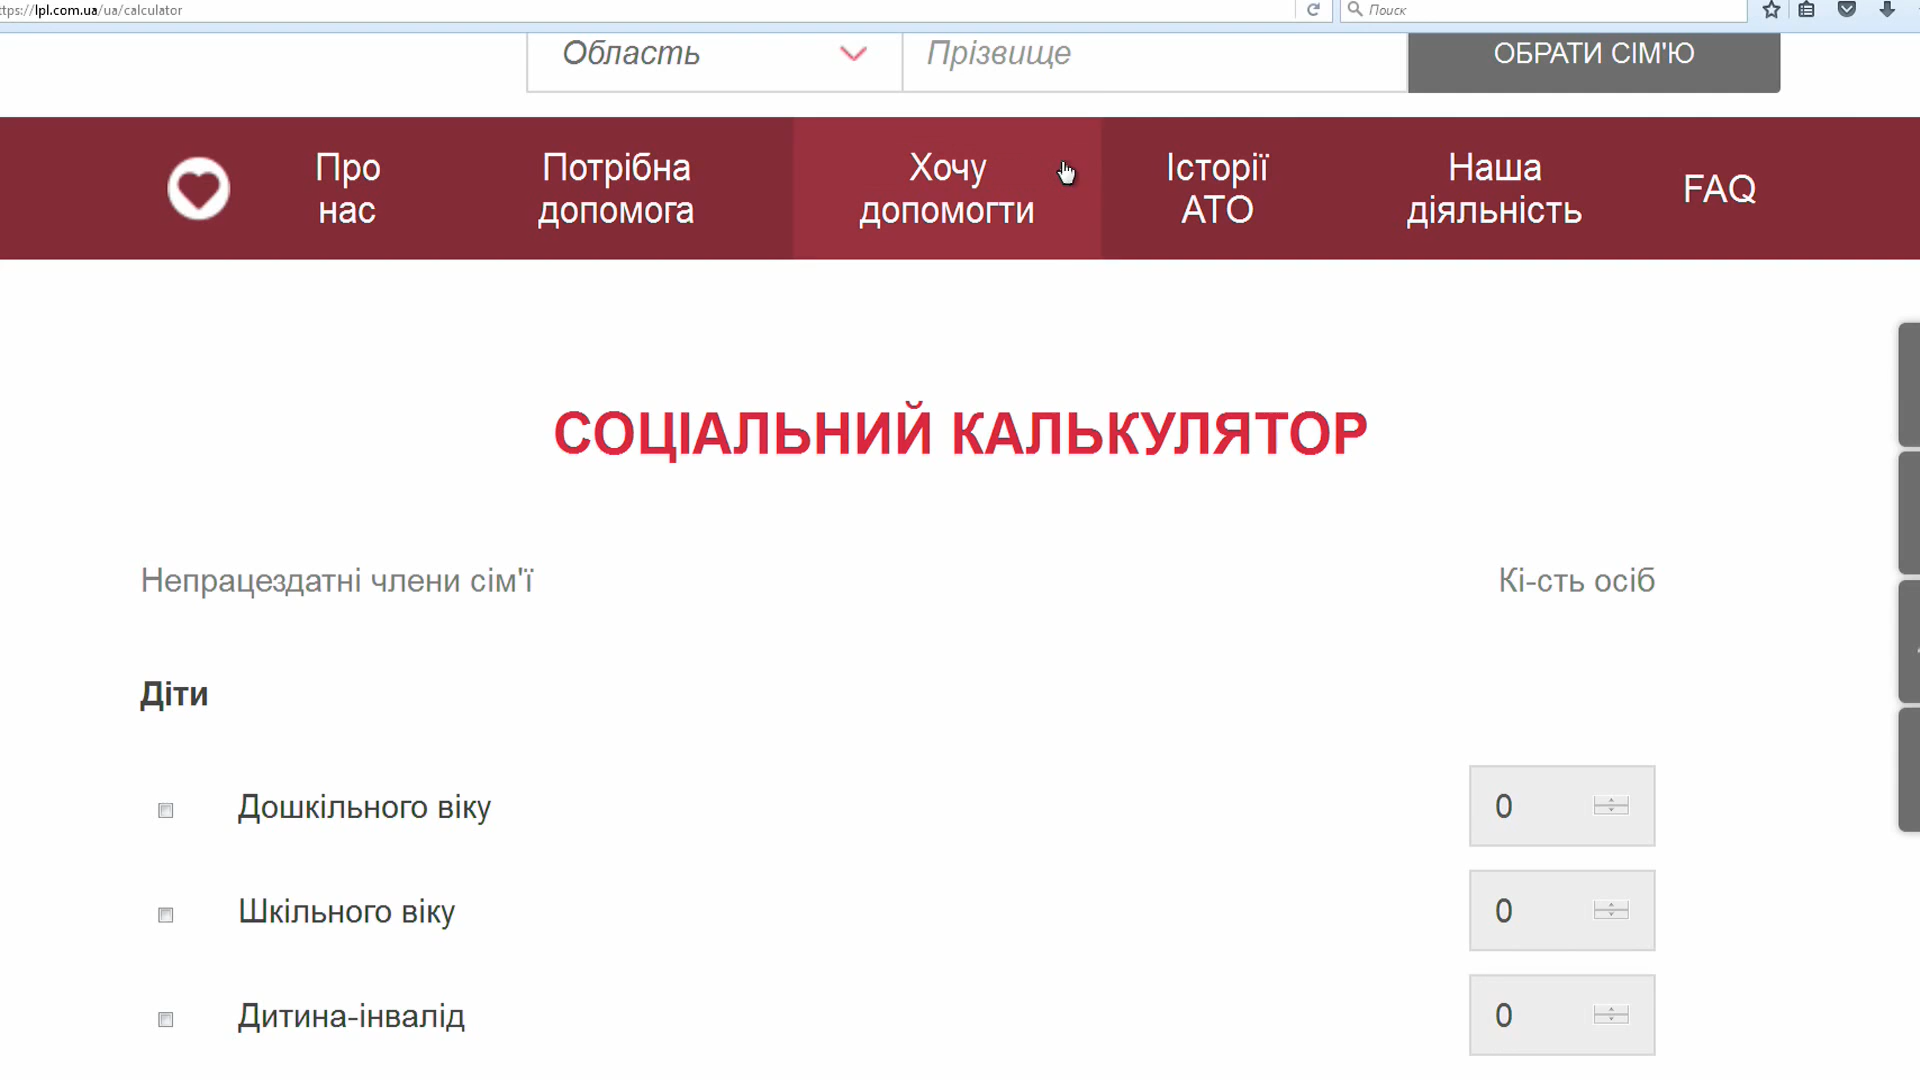 ttps://lpl.com.ua/ua/calculator
Поиск
Область
Прізвище
ОБРАТИ СІМ'Ю
Про нас
Потрібна допомога
Хочу допомогти
Історії АТО
Наша діяльність
FAQ
СОЦІАЛЬНИЙ КАЛЬКУЛЯТОР
Непрацездатні члени сім'ї
Кі-сть осіб
Діти
Дошкільного віку
0
Шкільного віку
0
Дитина-інвалід
0